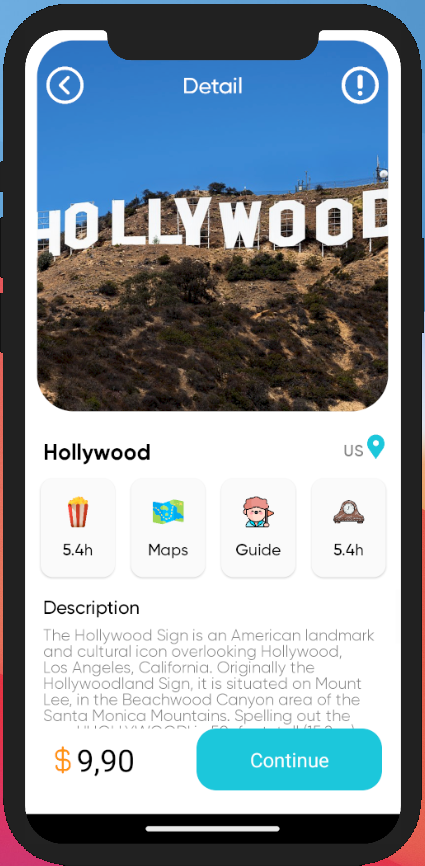 Detail
HOLLYWOOD
Hollywood
US
5.4h
Maps
Guide
5.4h
Description
The Hollywood Sign is an American landmark
and cultural icon overlooking Hollywood,
Los Angeles, California. Originally the
Hollywoodland Sign, it is situated on Mount
Lee, in the Beachwood Canyon area of the
Santa Monica Mountains. Spelling out the
$ 9,90
Continue